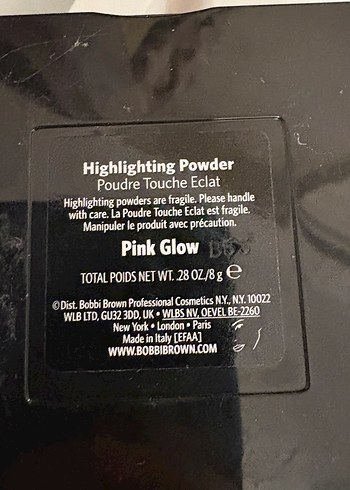 Highlighting Powder
Poudre Touche Eclat
Highlighting powders are fragile. Please handle
with care. La Poudre Touche Eclat est fragile.
Manipuler le produit avec précaution.
Pink Glow
TOTAL POIDS NET WT. .28 OZ./8 g ℮
©Dist. Bobbi Brown Professional Cosmetics N.Y., N.Y. 10022
WLB LTD, GU32 3DD, UK • WLBS NV, OEVEL BE-2260
New York • London • Paris
Made in Italy [EFAA]
WWW.BOBBIBROWN.COM